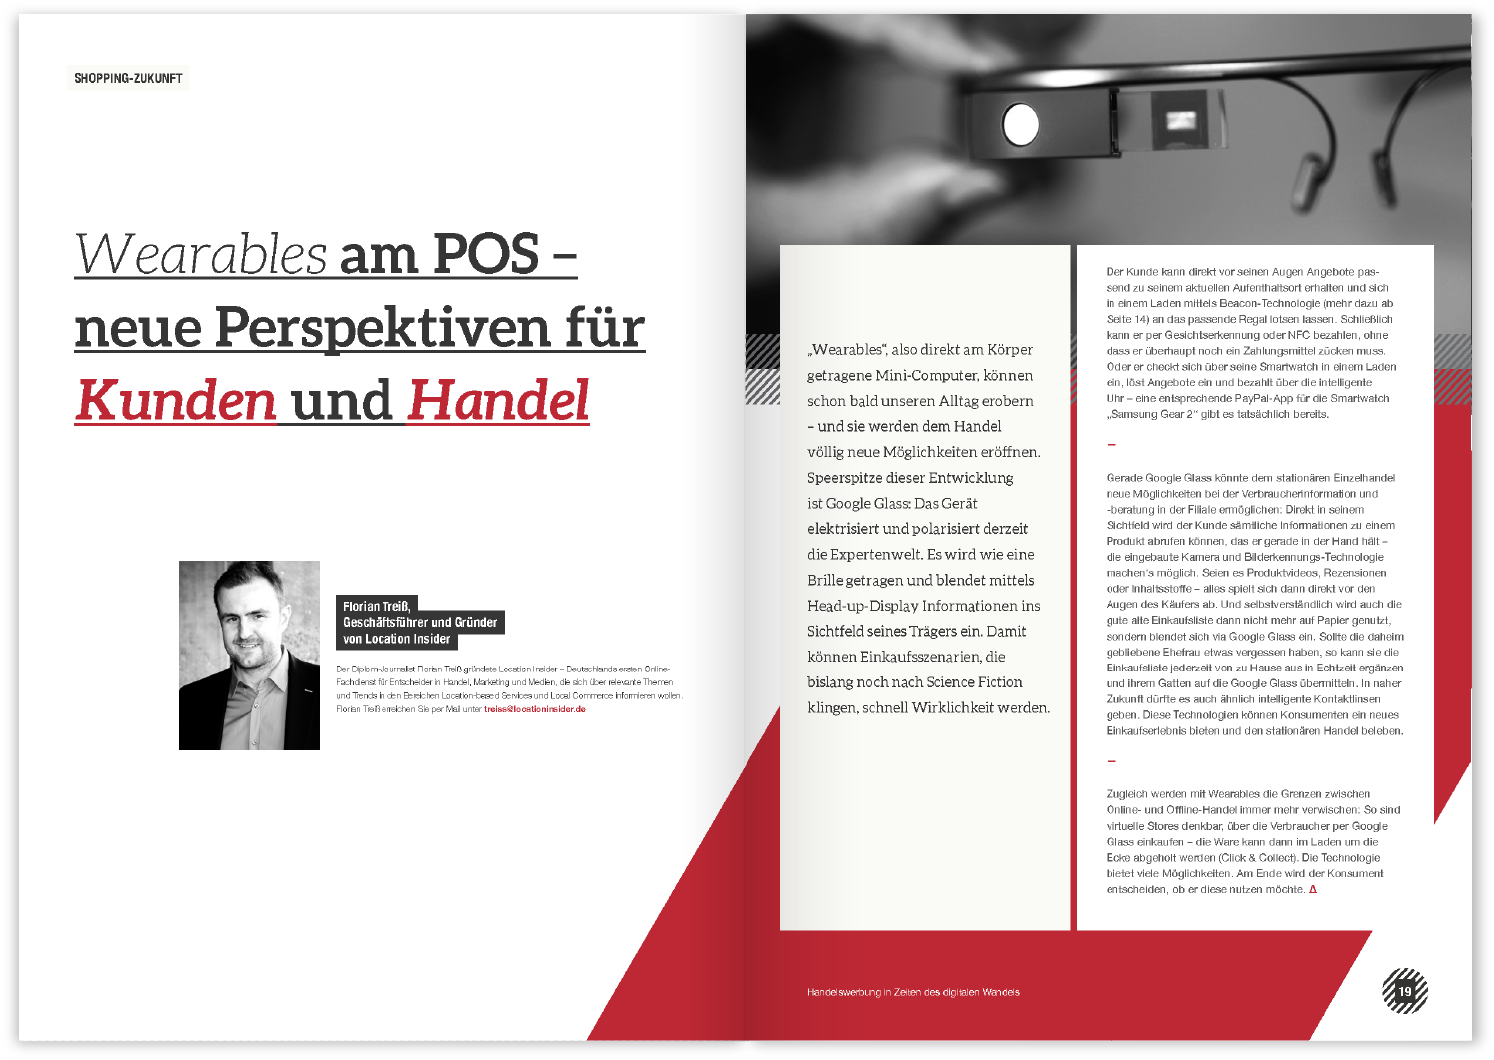 SHOPPING-ZUKUNFT
Wearables am POS –
neue Perspektiven für
Kunden und Handel
Florian Treiß,
Geschäftsführer und Gründer
von Location Insider
Der Diplom-Journalist Florian Treiß gründete Location Insider – Deutschlands ersten Online-
Fachdienst für Entscheider in Handel, Marketing und Medien, die sich über relevante Themen
und Trends in den Bereichen Location-based Services und Local Commerce informieren wollen.
Florian Treiß erreichen Sie per Mail unter treiss@locationinsider.de
„Wearables“, also direkt am Körper
getragene Mini-Computer, können
schon bald unseren Alltag erobern
– und sie werden dem Handel
völlig neue Möglichkeiten eröffnen.
Speerspitze dieser Entwicklung
ist Google Glass: Das Gerät
elektrisiert und polarisiert derzeit
die Expertenwelt. Es wird wie eine
Brille getragen und blendet mittels
Head-up-Display Informationen ins
Sichtfeld seines Trägers ein. Damit
können Einkaufsszenarien, die
bislang noch nach Science Fiction
klingen, schnell Wirklichkeit werden.
Der Kunde kann direkt vor seinen Augen Angebote pas-
send zu seinem aktuellen Aufenthaltsort erhalten und sich
in einem Laden mittels Beacon-Technologie (mehr dazu ab
Seite 14) an das passende Regal lotsen lassen. Schließlich
kann er per Gesichtserkennung oder NFC bezahlen, ohne
dass er überhaupt noch ein Zahlungsmittel zücken muss.
Oder er checkt sich über seine Smartwatch in einem Laden
ein, löst Angebote ein und bezahlt über die intelligente
Uhr – eine entsprechende PayPal-App für die Smartwatch
„Samsung Gear 2“ gibt es tatsächlich bereits.
–
Gerade Google Glass könnte dem stationären Einzelhandel
neue Möglichkeiten bei der Verbraucherinformation und
-beratung in der Filiale ermöglichen: Direkt in seinem
Sichtfeld wird der Kunde sämtliche Informationen zu einem
Produkt abrufen können, das er gerade in der Hand hält –
die eingebaute Kamera und Bilderkennungs-Technologie
machen's möglich. Seien es Produktvideos, Rezensionen
oder Inhaltsstoffe – alles spielt sich dann direkt vor den
Augen des Käufers ab. Und selbstverständlich wird auch die
gute alte Einkaufsliste dann nicht mehr auf Papier genutzt,
sondern blendet sich via Google Glass ein. Sollte die daheim
gebliebene Ehefrau etwas vergessen haben, so kann sie die
Einkaufsliste jederzeit von zu Hause aus in Echtzeit ergänzen
und ihrem Gatten auf die Google Glass übermitteln. In naher
Zukunft dürfte es auch ähnlich intelligente Kontaktlinsen
geben. Diese Technologien können Konsumenten ein neues
Einkaufserlebnis bieten und den stationären Handel beleben.
–
Zugleich werden mit Wearables die Grenzen zwischen
Online- und Offline-Handel immer mehr verwischen: So sind
virtuelle Stores denkbar, über die Verbraucher per Google
Glass einkaufen – die Ware kann dann im Laden um die
Ecke abgeholt werden (Click & Collect). Die Technologie
bietet viele Möglichkeiten. Am Ende wird der Konsument
entscheiden, ob er diese nutzen möchte. Δ
Handelswerbung in Zeiten des digitalen Wandels
19